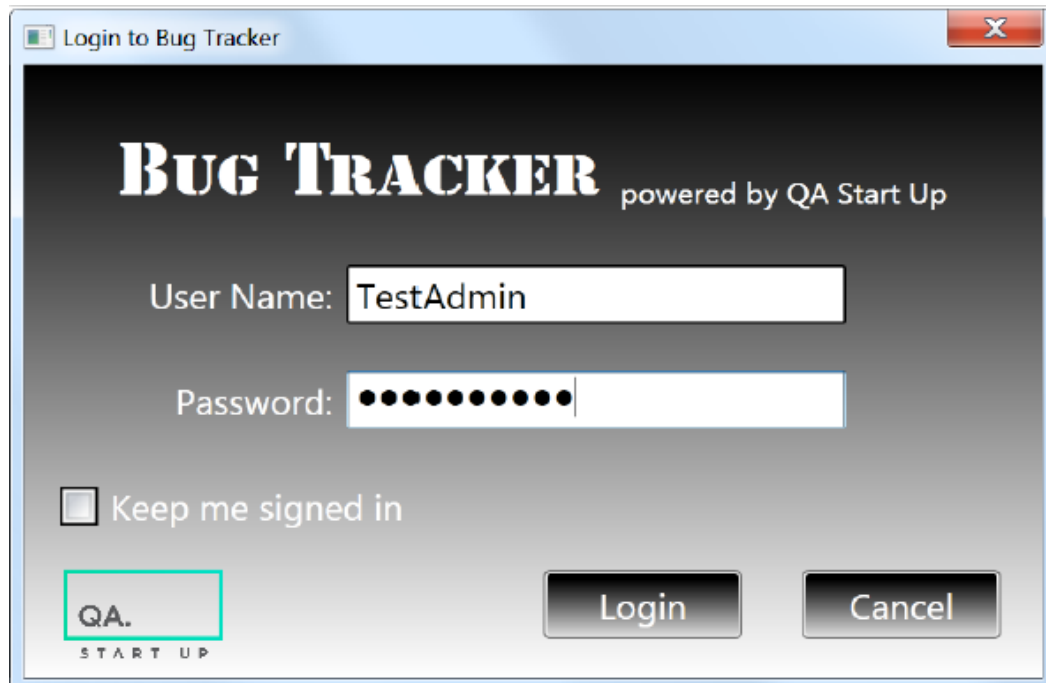 Login to Bug Tracker
BUG TRACKER powered by QA Start Up
User Name: TestAdmin
Password: ●●●●●●●●●●
Keep me signed in
QA.
START UP
Login Cancel